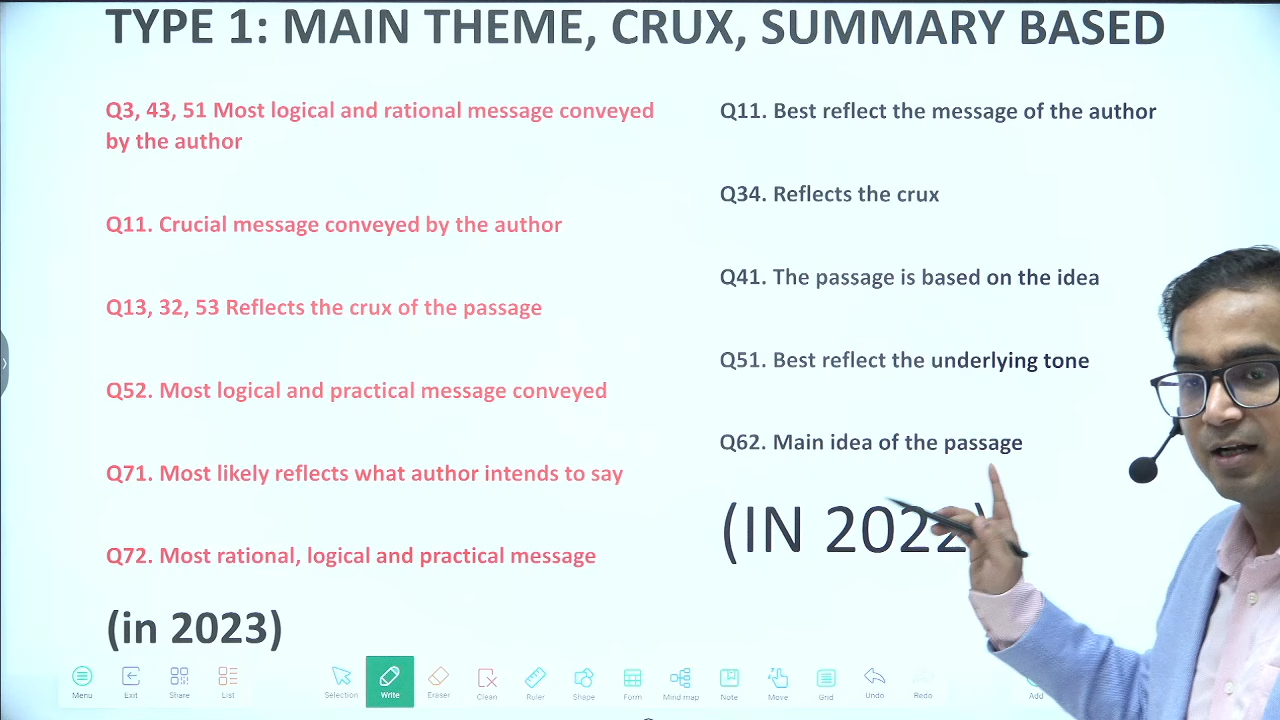 TYPE 1: MAIN THEME, CRUX, SUMMARY BASED
Q3, 43, 51 Most logical and rational message conveyed
by the author
Q11. Crucial message conveyed by the author
Q13, 32, 53 Reflects the crux of the passage
Q52. Most logical and practical message conveyed
Q71. Most likely reflects what author intends to say
Q72. Most rational, logical and practical message
(in 2023)
Q11. Best reflect the message of the author
Q34. Reflects the crux
Q41. The passage is based on the idea
Q51. Best reflect the underlying tone
Q62. Main idea of the passage
(IN 2022)
Menu
Exit
Share
List
Selection
Write
Eraser
Clean
Ruler
Shape
Form
Mind map
Note
Move
Grid
Undo
Redo
Add